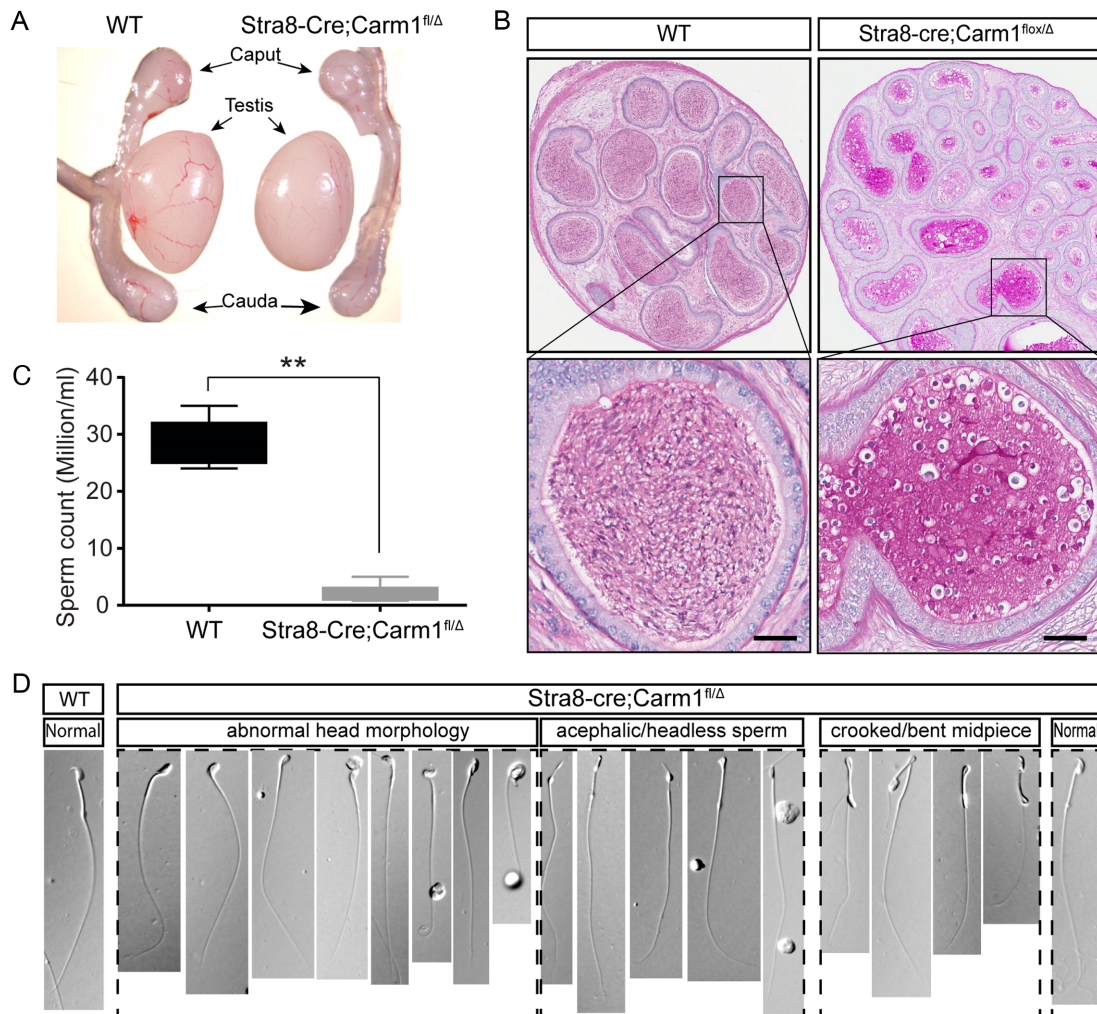 A
WT
Stra8-Cre;Carm1fl/Δ
Caput
Testis
Cauda
B
WT
Stra8-cre;Carm1flox/Δ
C
Sperm count (Million/ml)
40
30
20
10
0
**
WT
Stra8-Cre;Carm1fl/Δ
D
WT
Stra8-cre;Carm1fl/Δ
Normal
abnormal head morphology
acephalic/headless sperm
crooked/bent midpiece
Normal